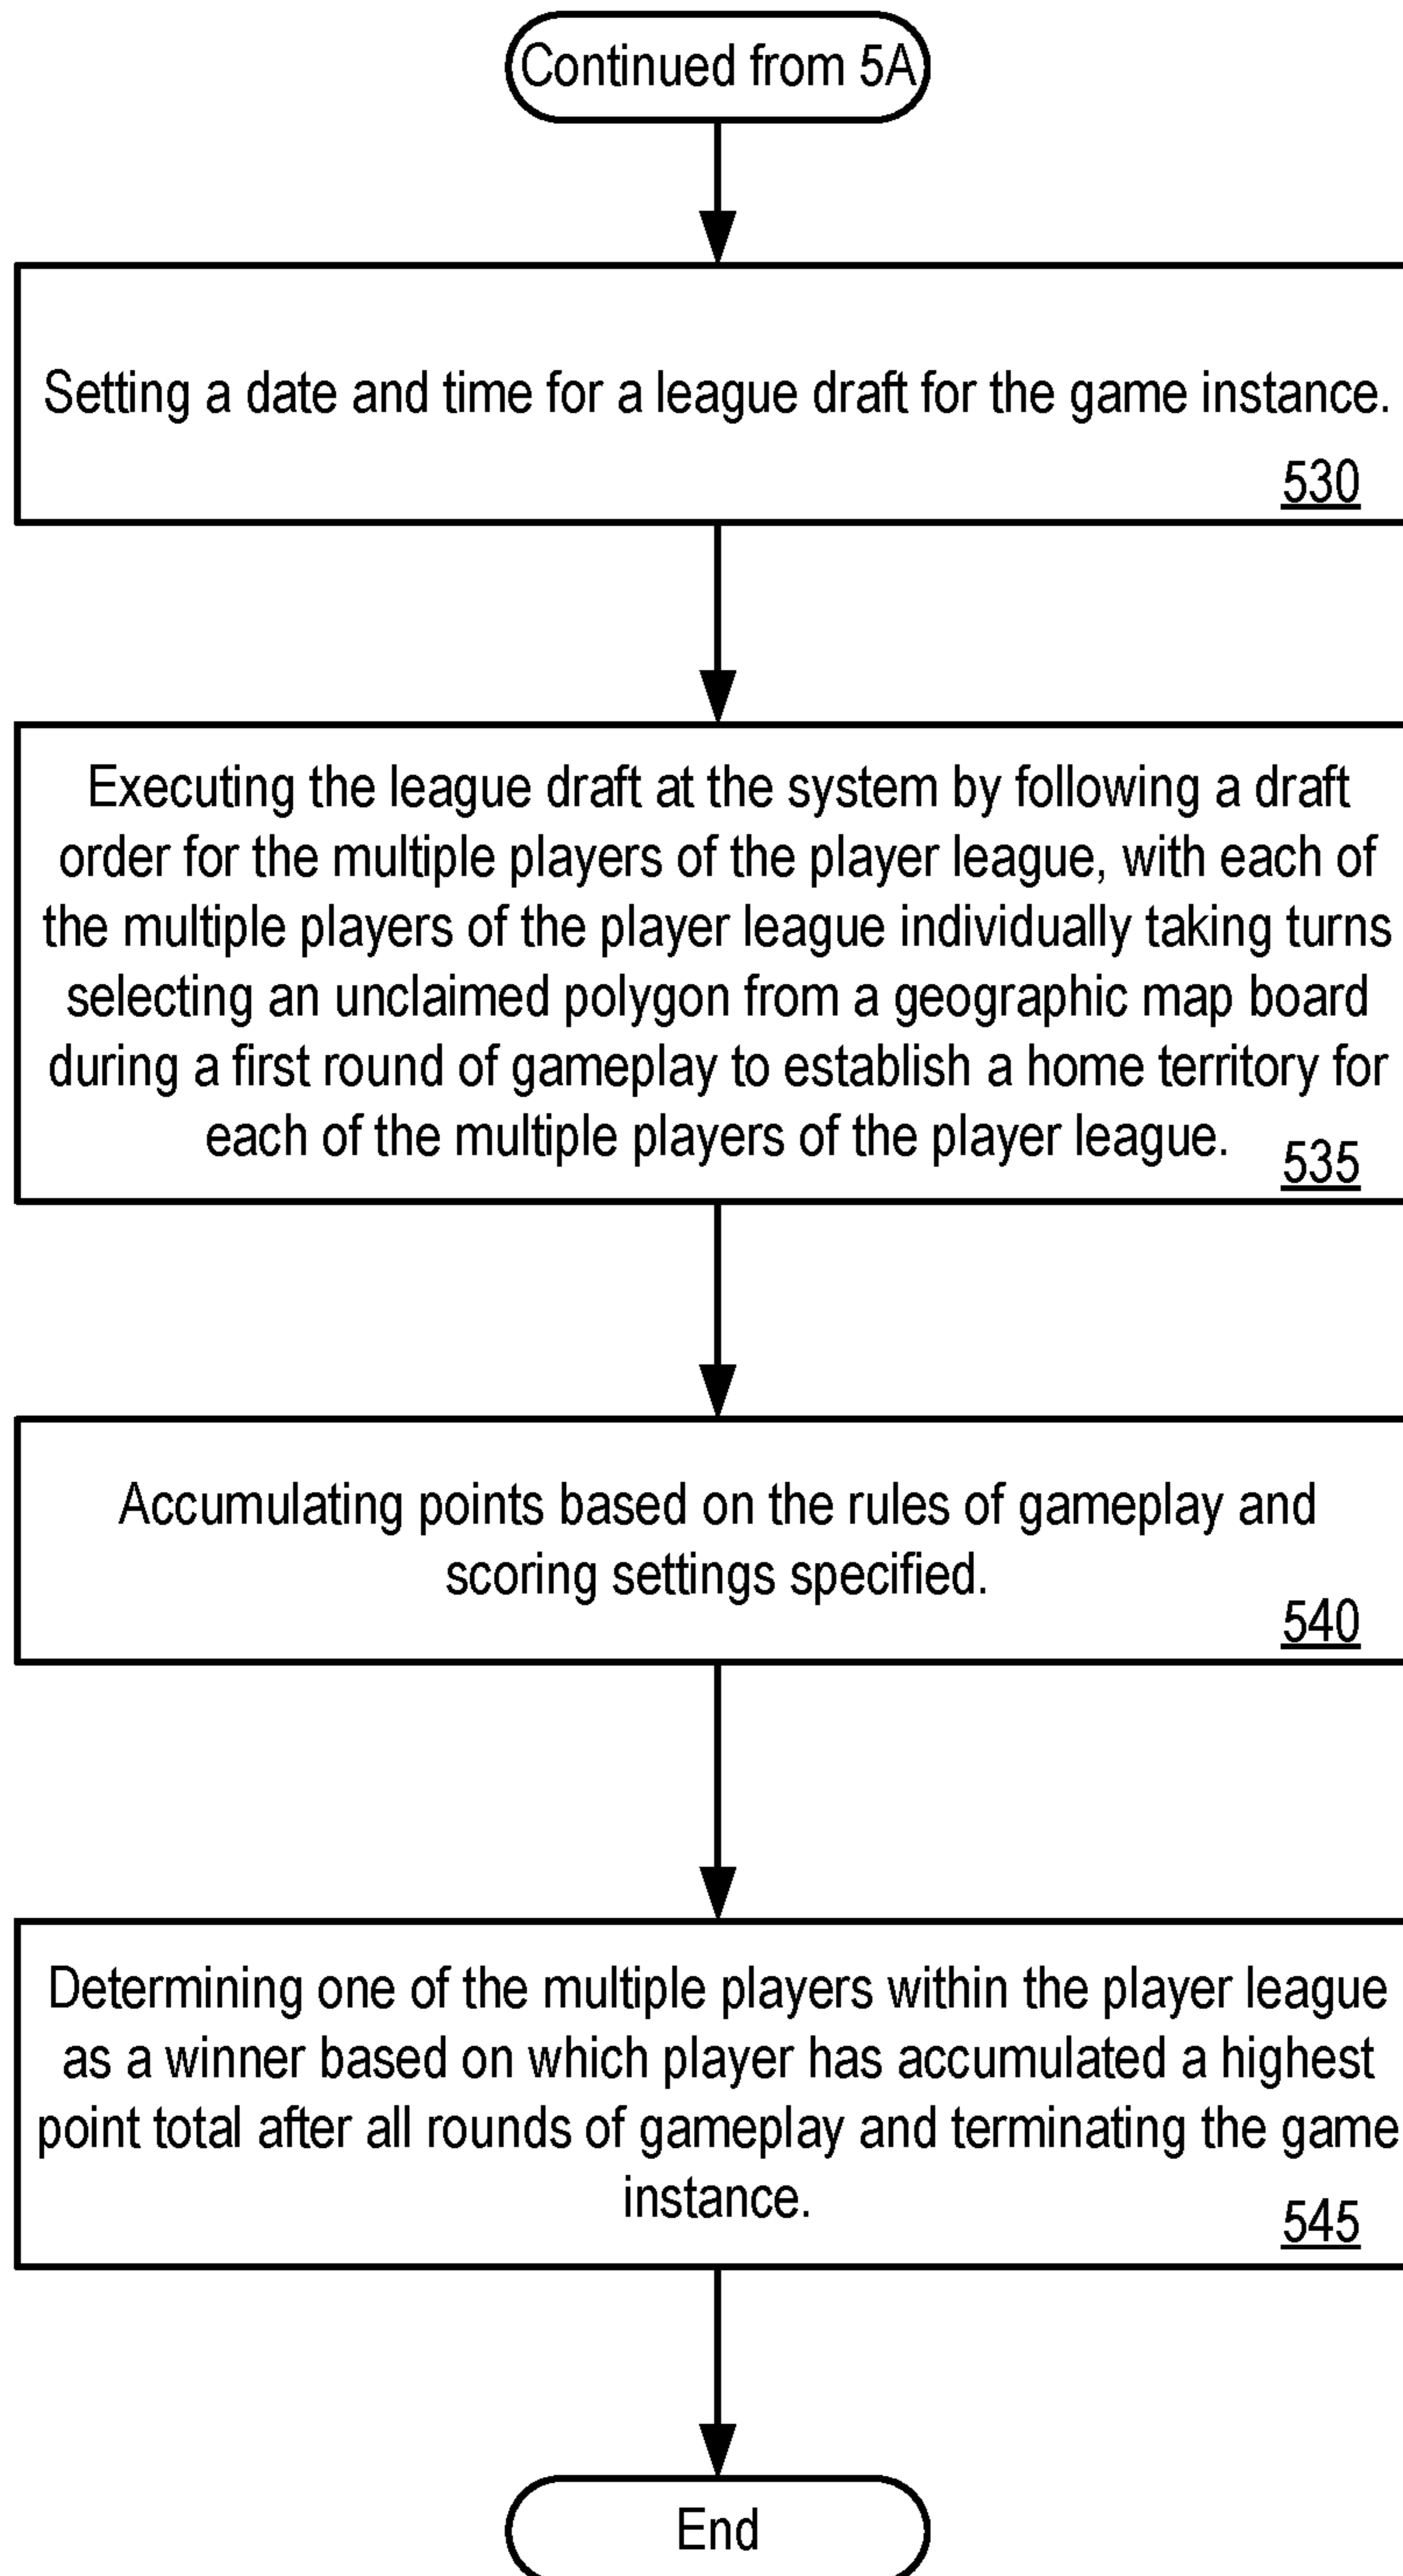 Continued from 5A
Setting a date and time for a league draft for the game instance.
530
Executing the league draft at the system by following a draft
order for the multiple players of the player league, with each of
the multiple players of the player league individually taking turns
selecting an unclaimed polygon from a geographic map board
during a first round of gameplay to establish a home territory for
each of the multiple players of the player league.
535
Accumulating points based on the rules of gameplay and
scoring settings specified.
540
Determining one of the multiple players within the player league
as a winner based on which player has accumulated a highest
point total after all rounds of gameplay and terminating the game
instance.
545
End